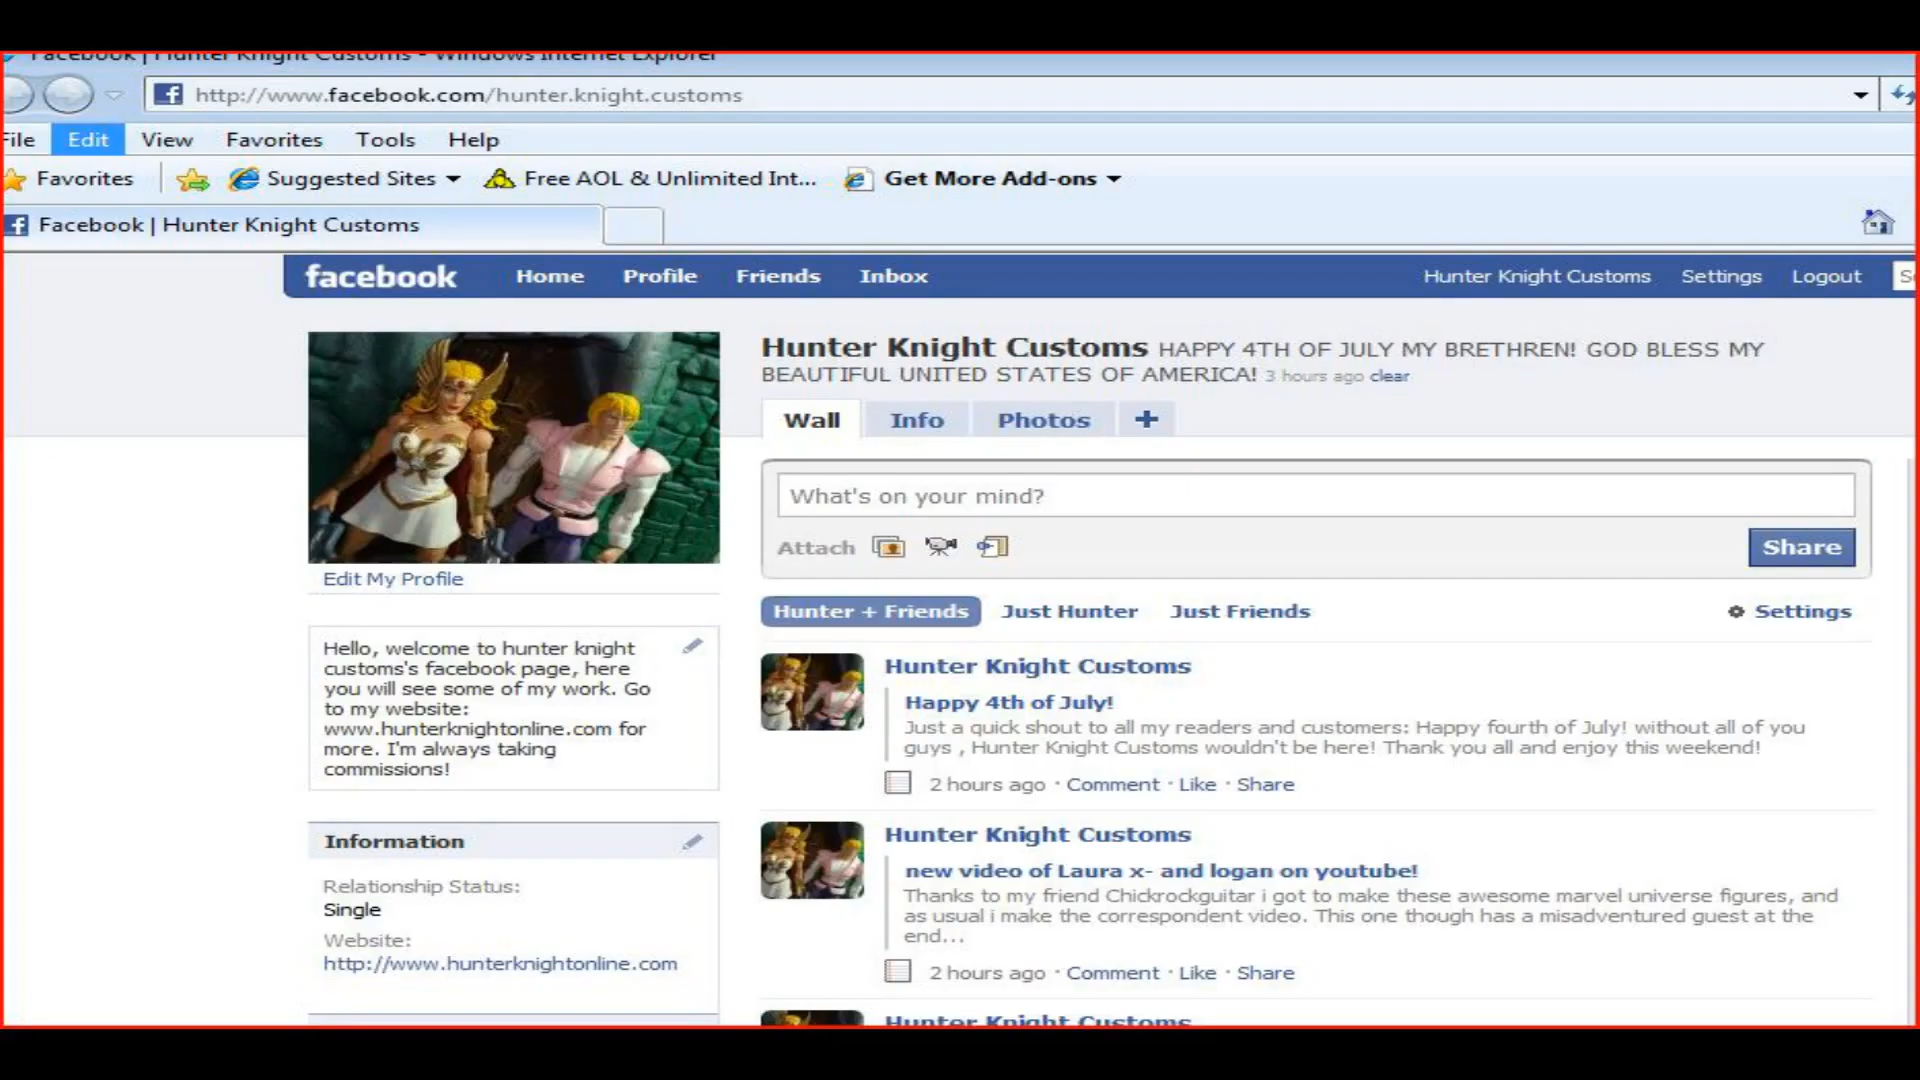 Facebook | Hunter Knight Customs - Windows Internet Explorer
http://www.facebook.com/hunter.knight.customs
File Edit View Favorites Tools Help
Favorites Suggested Sites Free AOL & Unlimited Int... Get More Add-ons
Facebook | Hunter Knight Customs
facebook Home Profile Friends Inbox Hunter Knight Customs Settings Logout
Hunter Knight Customs HAPPY 4TH OF JULY MY BRETHREN! GOD BLESS MY
BEAUTIFUL UNITED STATES OF AMERICA! 3 hours ago clear
Wall Info Photos +
What's on your mind?
Attach Share
Edit My Profile
Hunter + Friends Just Hunter Just Friends Settings
Hello, welcome to hunter knight
customs's facebook page, here
you will see some of my work. Go
to my website:
www.hunterknightonline.com for
more. I'm always taking
commissions!
Information
Relationship Status:
Single
Website:
http://www.hunterknightonline.com
Hunter Knight Customs
Happy 4th of July!
Just a quick shout to all my readers and customers: Happy fourth of July! without all of you
guys , Hunter Knight Customs wouldn't be here! Thank you all and enjoy this weekend!
2 hours ago · Comment · Like · Share
Hunter Knight Customs
new video of Laura x- and logan on youtube!
Thanks to my friend Chickrockguitar i got to make these awesome marvel universe figures, and
as usual i make the correspondent video. This one though has a misadventured guest at the
end...
2 hours ago · Comment · Like · Share
Hunter Knight Customs